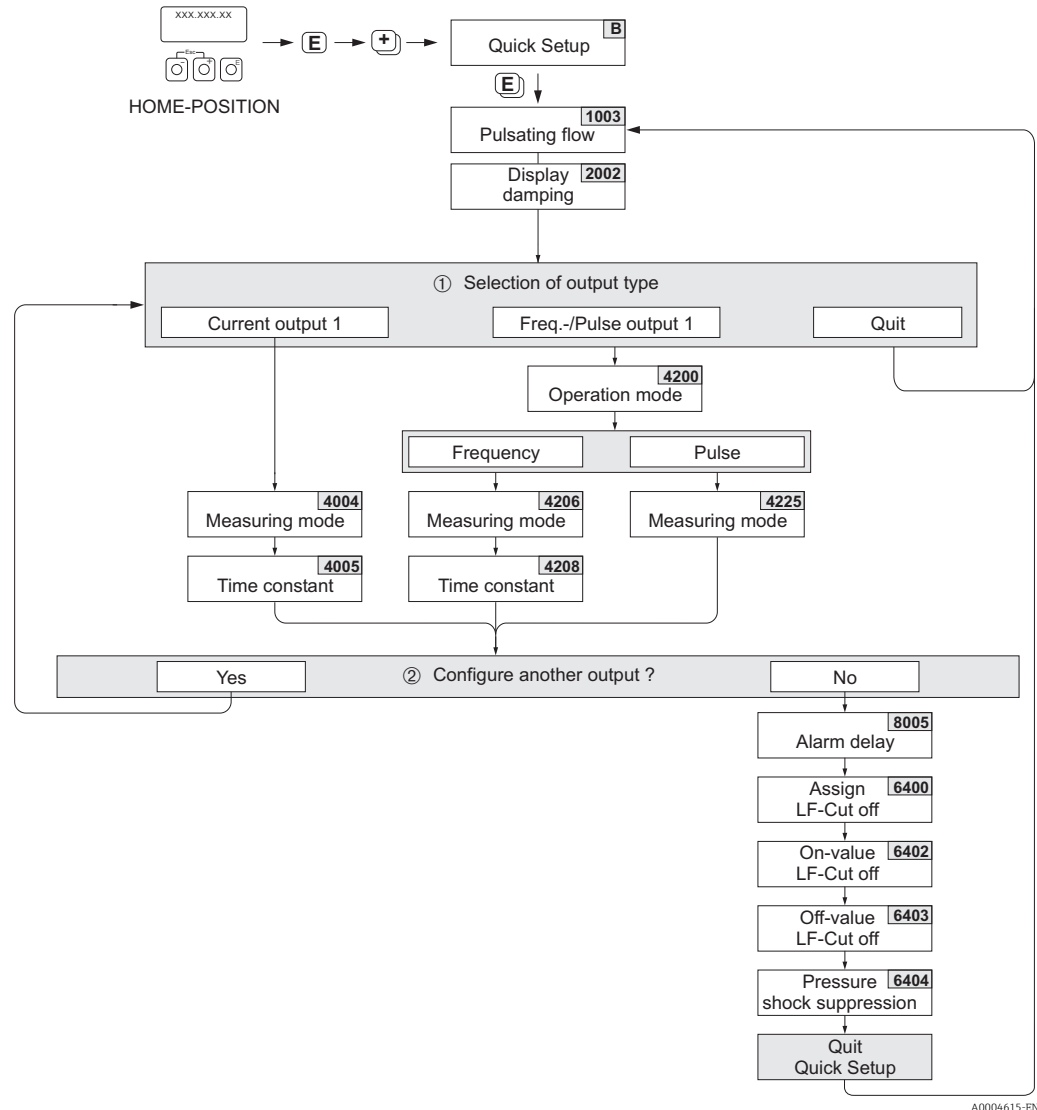 xxx.xxx.xx
Esc
- + E
E
+
HOME-POSITION
B
Quick Setup
E
1003
Pulsating flow
Display 2002
damping
① Selection of output type
Current output 1
Freq.-/Pulse output 1
Quit
4200
Operation mode
Frequency
Pulse
4004
Measuring mode
4206
Measuring mode
4225
Measuring mode
4005
Time constant
4208
Time constant
Yes
② Configure another output ?
No
8005
Alarm delay
Assign 6400
LF-Cut off
On-value 6402
LF-Cut off
Off-value 6403
LF-Cut off
Pressure 6404
shock suppression
Quit
Quick Setup
A0004615-EN